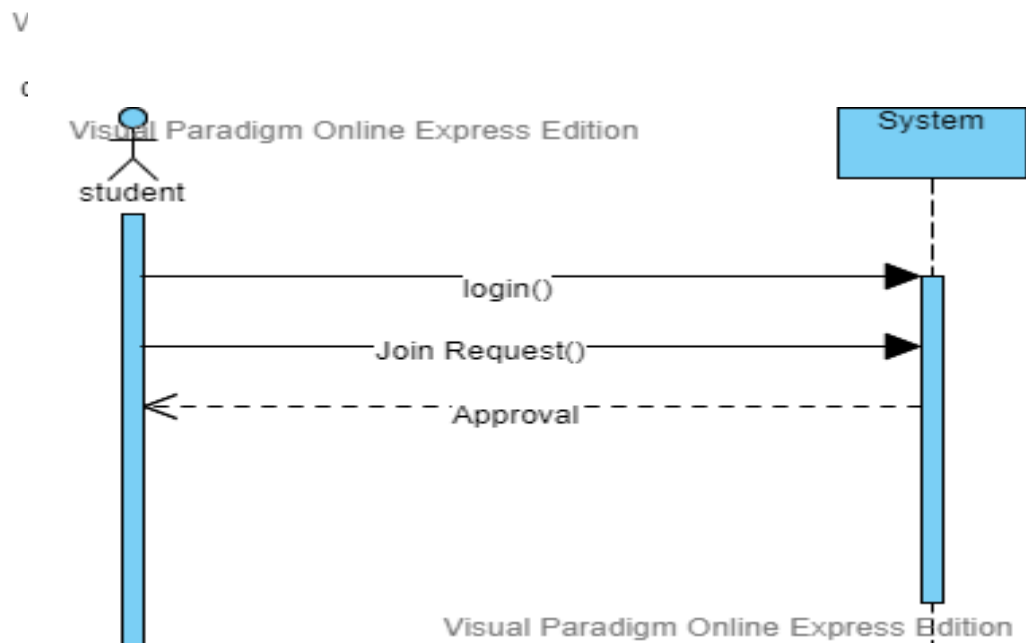 Visual Paradigm Online Express Edition
System
student
login()
Join Request()
Approval
Visual Paradigm Online Express Edition